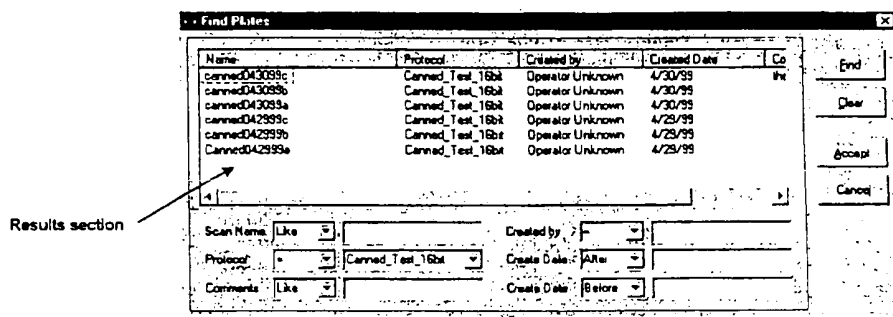 Find Plates
Name Protocol Created by Created Date Co
canned043099c Canned_Test_16bit Operator Unknown 4/30/99 the
canned043099b Canned_Test_16bit Operator Unknown 4/30/99
canned043099a Canned_Test_16bit Operator Unknown 4/30/99
canned042999c Canned_Test_16bit Operator Unknown 4/29/99
canned042999b Canned_Test_16bit Operator Unknown 4/29/99
Canned042999a Canned_Test_16bit Operator Unknown 4/29/99
Find
Clear
Accept
Cancel
Results section
Scan Name Like Created by =
Protocol = Canned_Test_16bit Create Date After
Comments Like Create Date Before